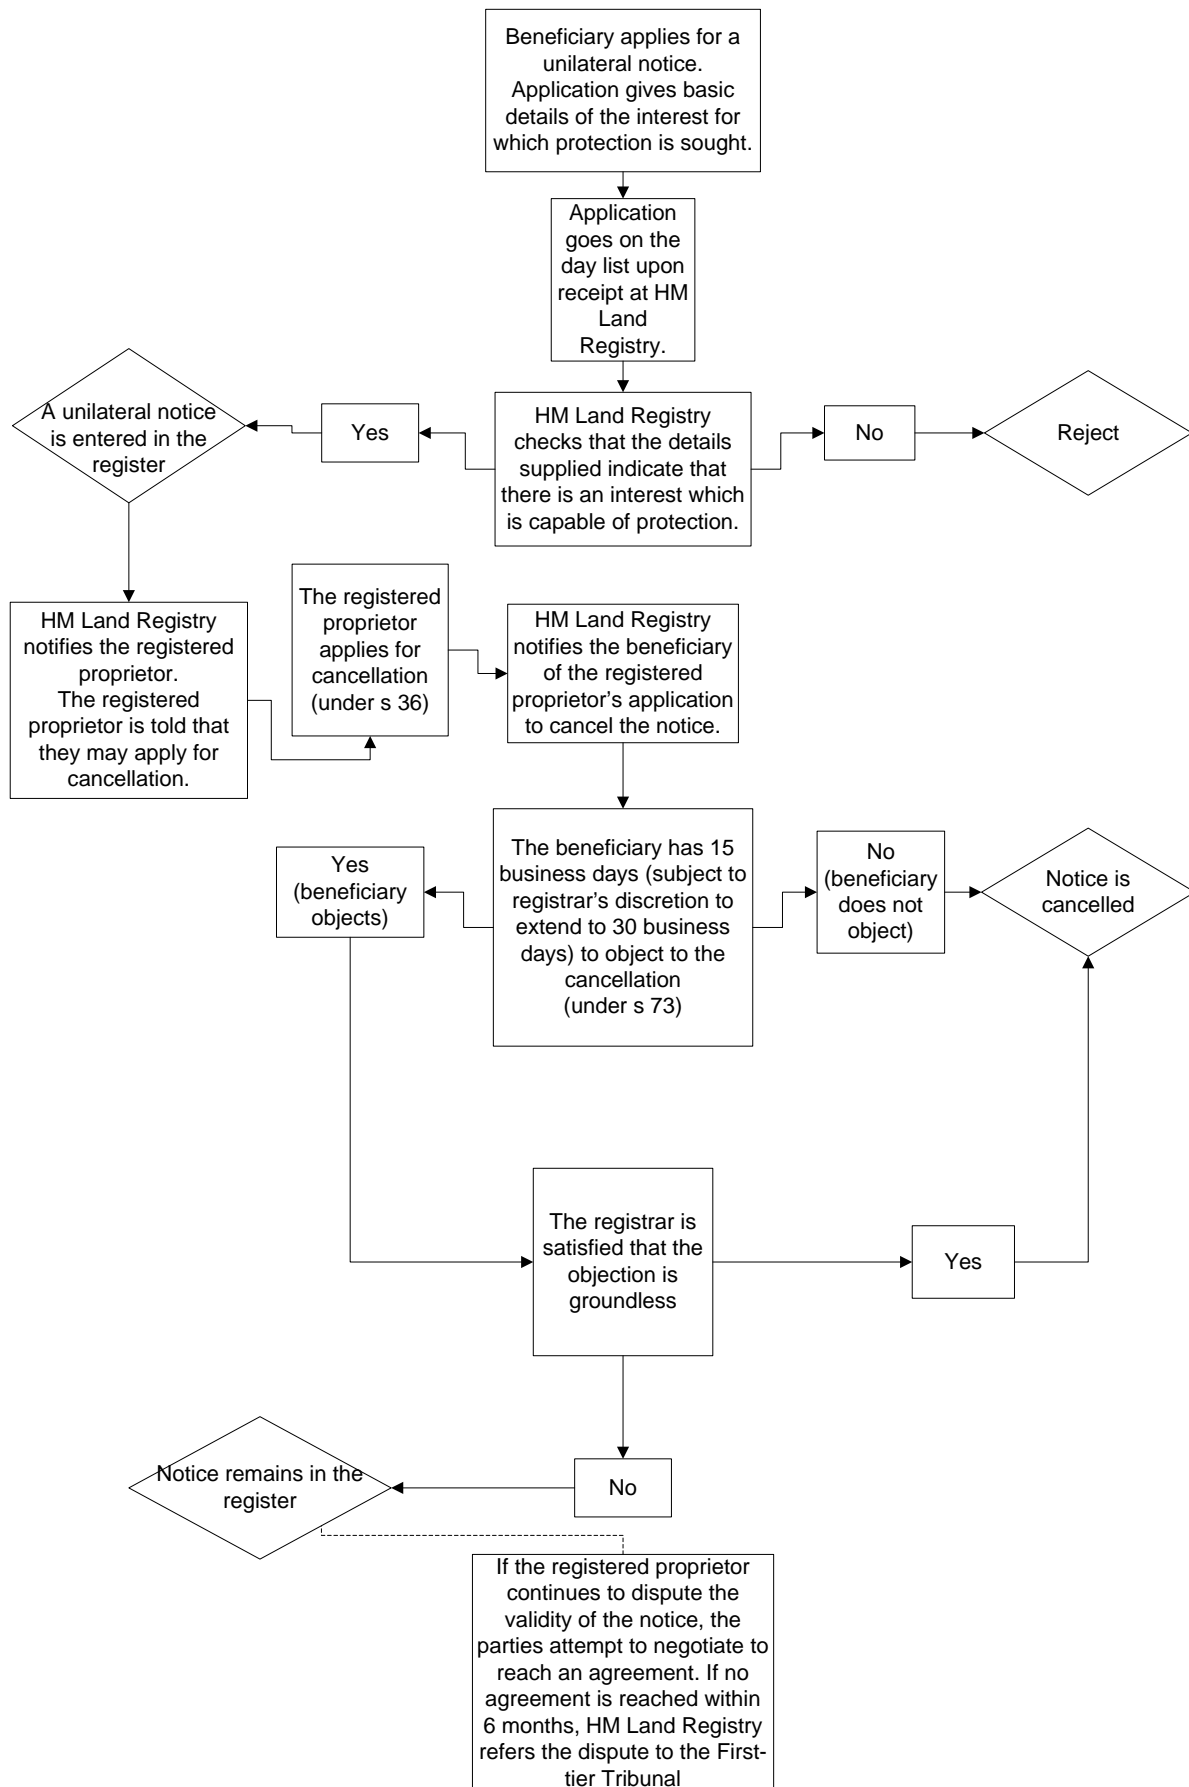 Beneficiary applies for a
unilateral notice.
Application gives basic
details of the interest for
which protection is sought.
Application
goes on the
day list upon
receipt at HM
Land
Registry.
A unilateral notice
is entered in the
register
Yes
HM Land Registry
checks that the details
supplied indicate that
there is an interest which
is capable of protection.
No
Reject
HM Land Registry
notifies the registered
proprietor.
The registered
proprietor is told that
they may apply for
cancellation.
The registered
proprietor
applies for
cancellation
(under s 36)
HM Land Registry
notifies the beneficiary
of the registered
proprietor’s application
to cancel the notice.
Yes
(beneficiary
objects)
The beneficiary has 15
business days (subject to
registrar’s discretion to
extend to 30 business
days) to object to the
cancellation
(under s 73)
No
(beneficiary
does not
object)
Notice is
cancelled
The registrar is
satisfied that the
objection is
groundless
Yes
Notice remains in the
register
No
If the registered proprietor
continues to dispute the
validity of the notice, the
parties attempt to negotiate to
reach an agreement. If no
agreement is reached within
6 months, HM Land Registry
refers the dispute to the First-
tier Tribunal